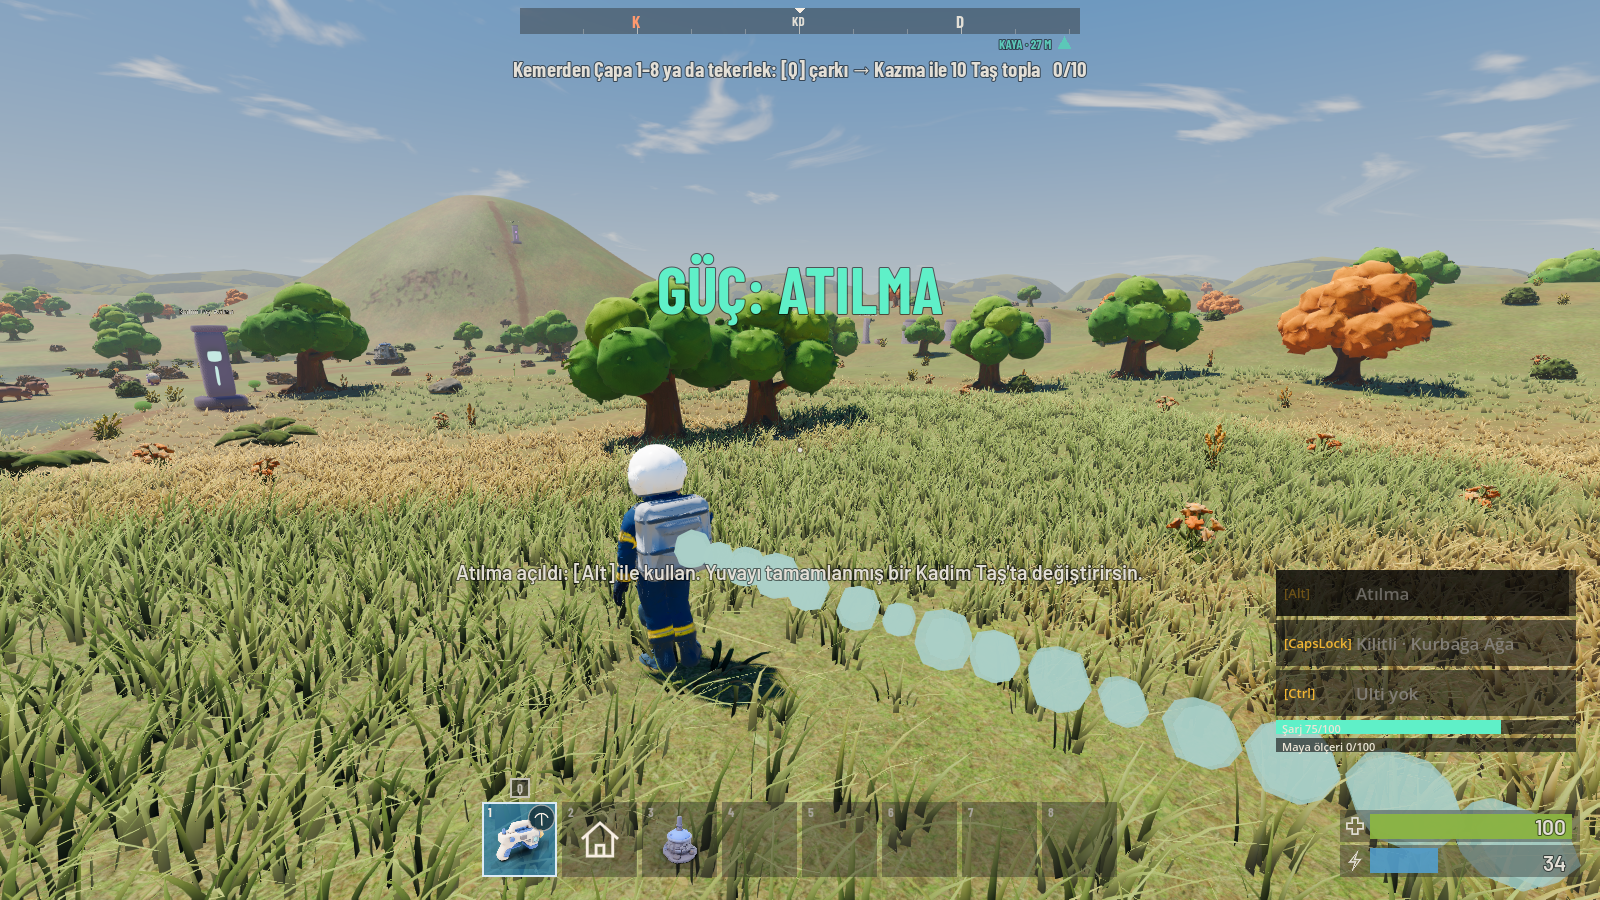 K KD D
KAYA · 27 M
Kemerden Çapa 1-8 ya da tekerlek: [Q] çarkı → Kazma ile 10 Taş topla 0/10
GÜÇ: ATILMA
Atılma açıldı: [Alt] ile kullan. Yuvayı tamamlanmış bir Kadim Taş'ta değiştirirsin.
[Alt] Atılma
[CapsLock] Kilitli · Kurbağa Ağa
[Ctrl] Ulti yok
Şarj 75/100
Maya ölçeri 0/100
Q
1 2 3 4 5 6 7 8
100
34